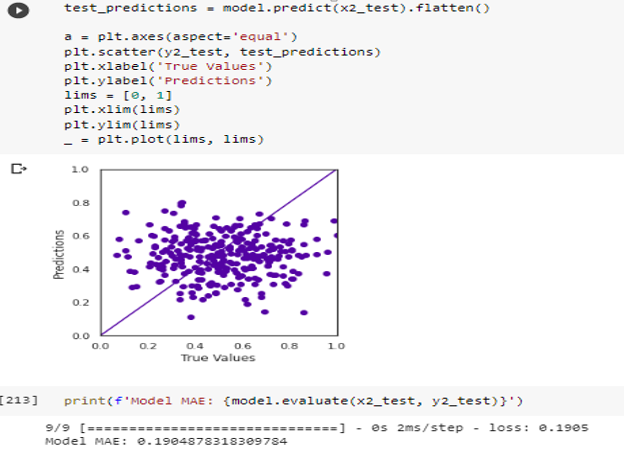 test_predictions = model.predict(x2_test).flatten()
a = plt.axes(aspect='equal')
plt.scatter(y2_test, test_predictions)
plt.xlabel('True Values')
plt.ylabel('Predictions')
lims = [0, 1]
plt.xlim(lims)
plt.ylim(lims)
_ = plt.plot(lims, lims)
1.0
0.8
0.6
0.4
0.2
0.0
Predictions
0.0 0.2 0.4 0.6 0.8 1.0
True Values
[213] print(f'Model MAE: {model.evaluate(x2_test, y2_test)}')
9/9 [==============================] - 0s 2ms/step - loss: 0.1905
Model MAE: 0.1904878318309784